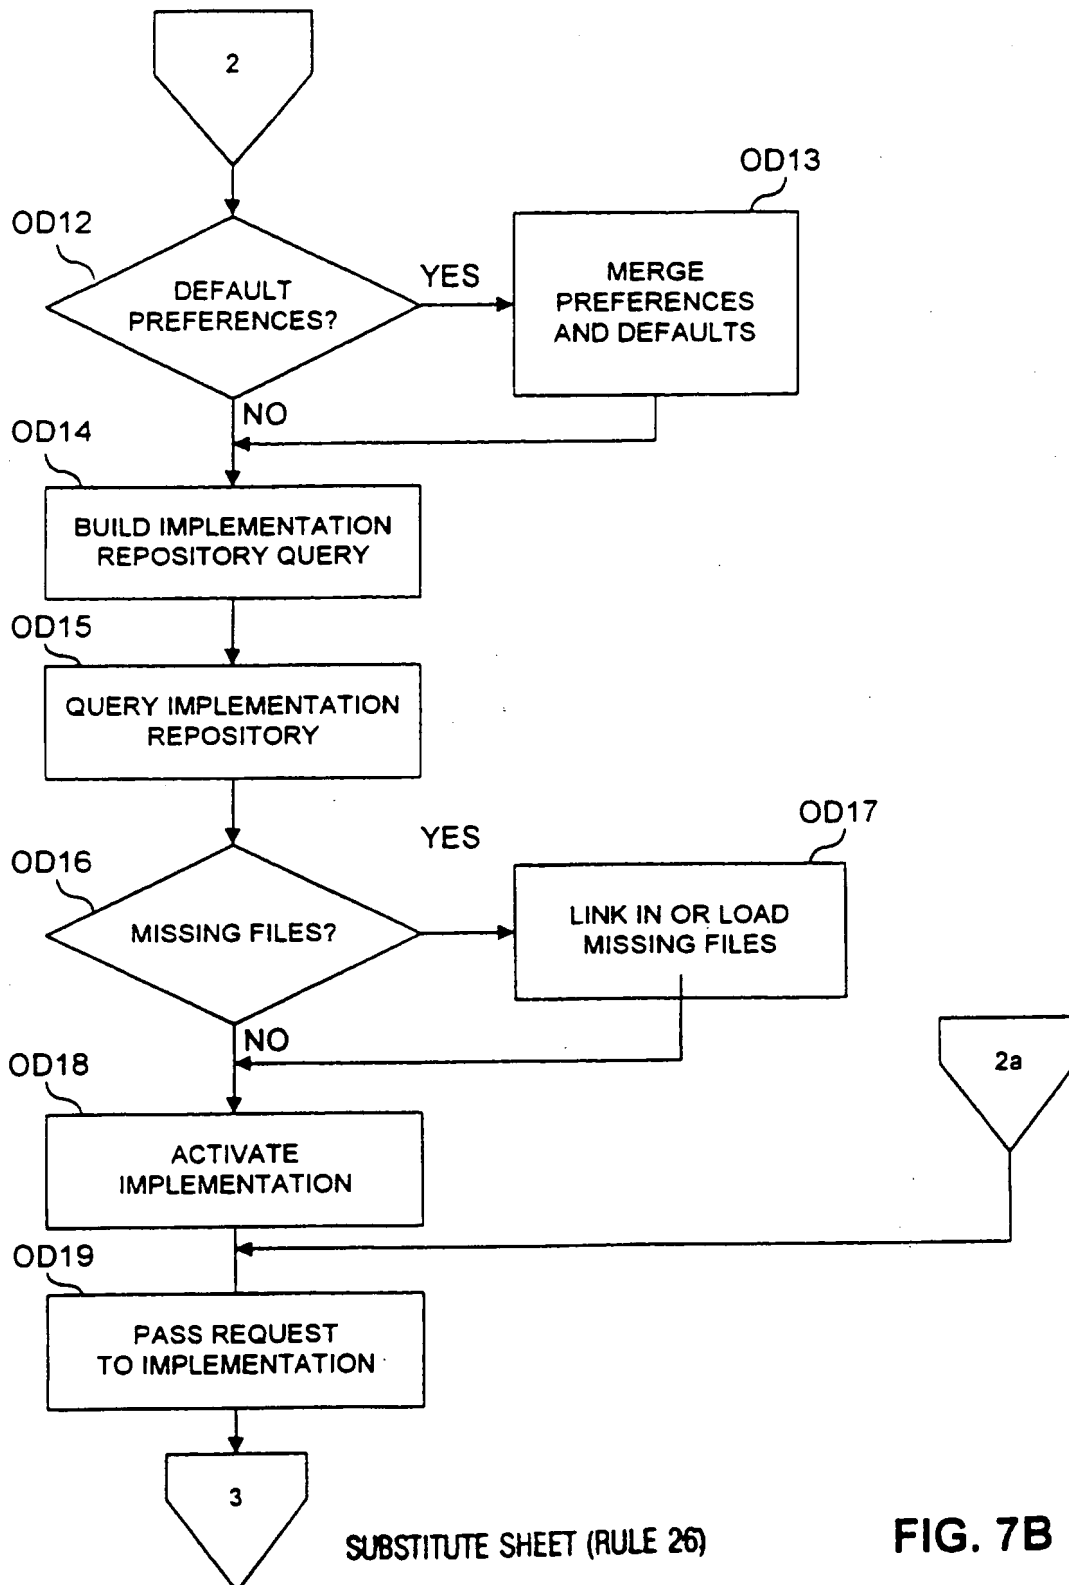 2
OD13
OD12
DEFAULT
PREFERENCES?
YES
MERGE
PREFERENCES
AND DEFAULTS
NO
OD14
BUILD IMPLEMENTATION
REPOSITORY QUERY
OD15
QUERY IMPLEMENTATION
REPOSITORY
OD16
MISSING FILES?
YES
OD17
LINK IN OR LOAD
MISSING FILES
NO
2a
OD18
ACTIVATE
IMPLEMENTATION
OD19
PASS REQUEST
TO IMPLEMENTATION
3
SUBSTITUTE SHEET (RULE 26)
FIG. 7B